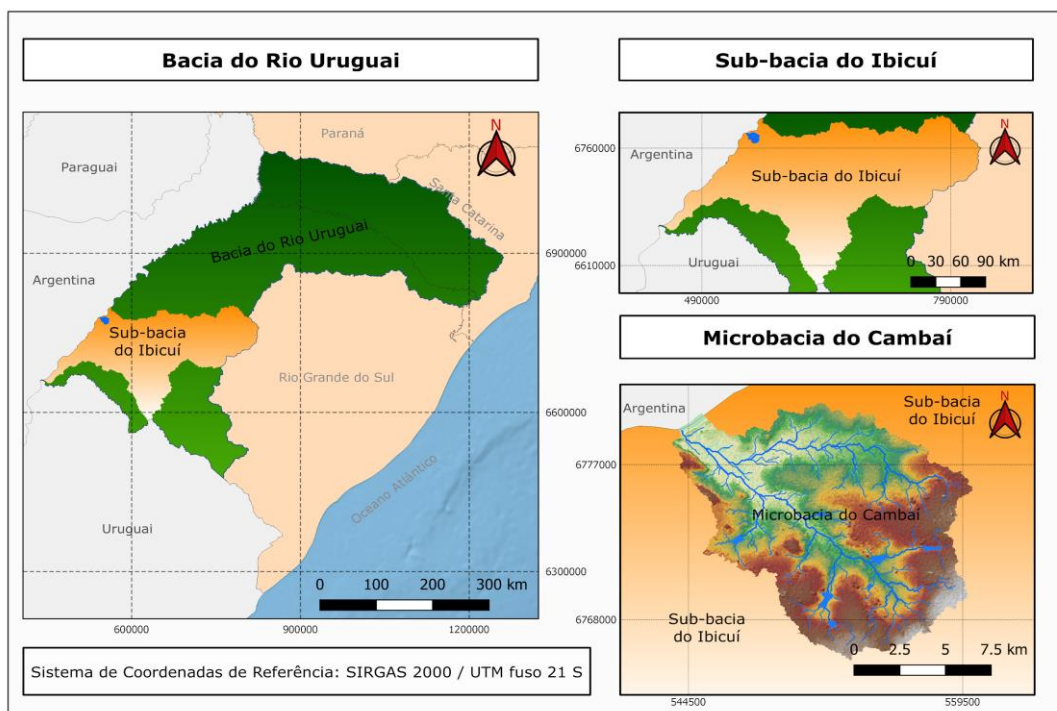 Bacia do Rio Uruguai
N
Paraná
Paraguai
Santa Catarina
Bacia do Rio Uruguai
6900000
Argentina
Sub-bacia
do Ibicuí
Rio Grande do Sul
6600000
Oceano Atlântico
Uruguai
6300000
0 100 200 300 km
600000 900000 1200000
Sistema de Coordenadas de Referência: SIRGAS 2000 / UTM fuso 21 S
Sub-bacia do Ibicuí
N
6760000
Argentina
Sub-bacia do Ibicuí
Uruguai
6610000
0 30 60 90 km
490000 790000
Microbacia do Cambaí
Argentina
Sub-bacia
do Ibicuí
N
6777000
Microbacia do Cambaí
Sub-bacia
do Ibicuí
6768000
0 2.5 5 7.5 km
544500 559500